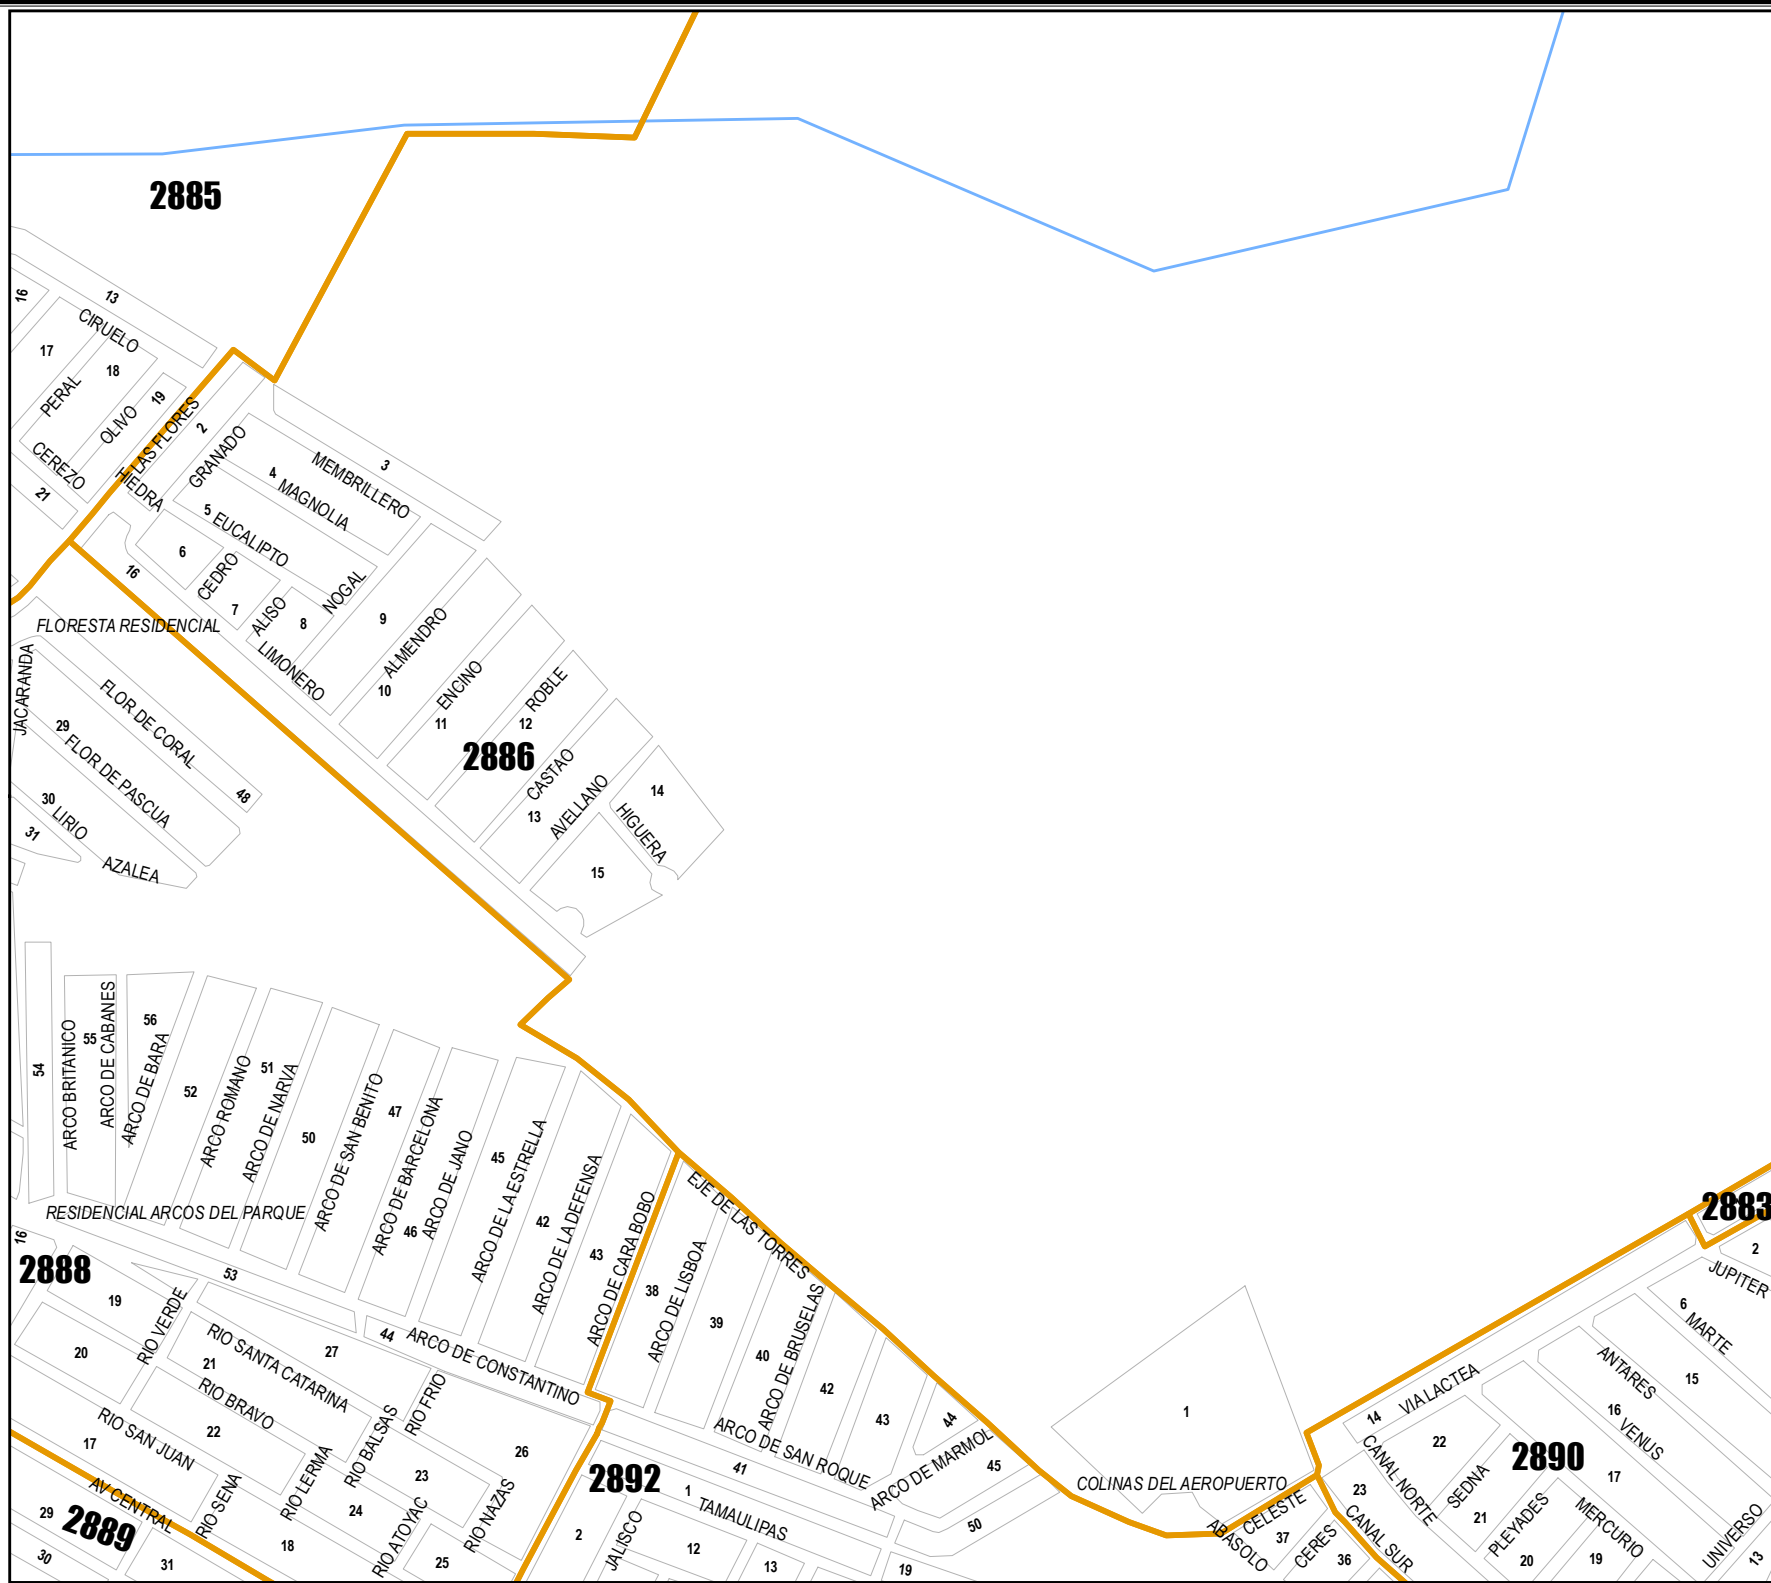 2885
13
16
CIRUELO
17
18
PERAL
19
OLIVO
LAS FLORES
2
CEREZO
H
HIEDRA
21
GRANADO
3
MEMBRILLERO
4
MAGNOLIA
5
EUCALIPTO
6
CEDRO
7
ALISO
8
NOGAL
16
9
ALMENDRO
LIMONERO
10
ENCINO
11
ROBLE
12
2886
CASTAO
13
AVELLANO
14
HIGUERA
15
FLORESTA RESIDENCIAL
JACARANDA
FLOR DE CORAL
29
FLOR DE PASCUA
48
30
LIRIO
31
AZALEA
54
ARCO BRITANICO
55
ARCO DE CABANES
56
ARCO DE BARA
52
ARCO ROMANO
51
ARCO DE NARVA
50
ARCO DE SAN BENITO
47
ARCO DE BARCELONA
46
ARCO DE JANO
45
ARCO DE LA ESTRELLA
42
ARCO DE LA DEFENSA
43
ARCO DE CARABOBO
RESIDENCIAL ARCOS DEL PARQUE
EJE DE LAS TORRES
38
ARCO DE LISBOA
39
40
ARCO DE BRUSELAS
42
43
44
ARCO DE MARMOL
45
ARCO DE SAN ROQUE
41
50
16
2888
53
19
RIO VERDE
20
21
RIO SANTA CATARINA
27
44
ARCO DE CONSTANTINO
RIO BRAVO
22
RIO SAN JUAN
17
RIO FRIO
RIO BALSAS
RIO LERMA
26
23
24
RIO NAZAS
RIO ATOYAC
25
RIO SENA
18
AV CENTRAL
29
2889
30
31
2892
1
TAMAULIPAS
2
JALISCO
12
13
19
1
COLINAS DEL AEROPUERTO
CELESTE
ABASOLO
37
CERES
36
2883
2
JUPITER
6
MARTE
15
ANTARES
16
VENUS
17
VIA LACTEA
14
22
2890
CANAL NORTE
23
SEDNA
21
CANAL SUR
PLEYADES
20
MERCURIO
19
UNIVERSO
13